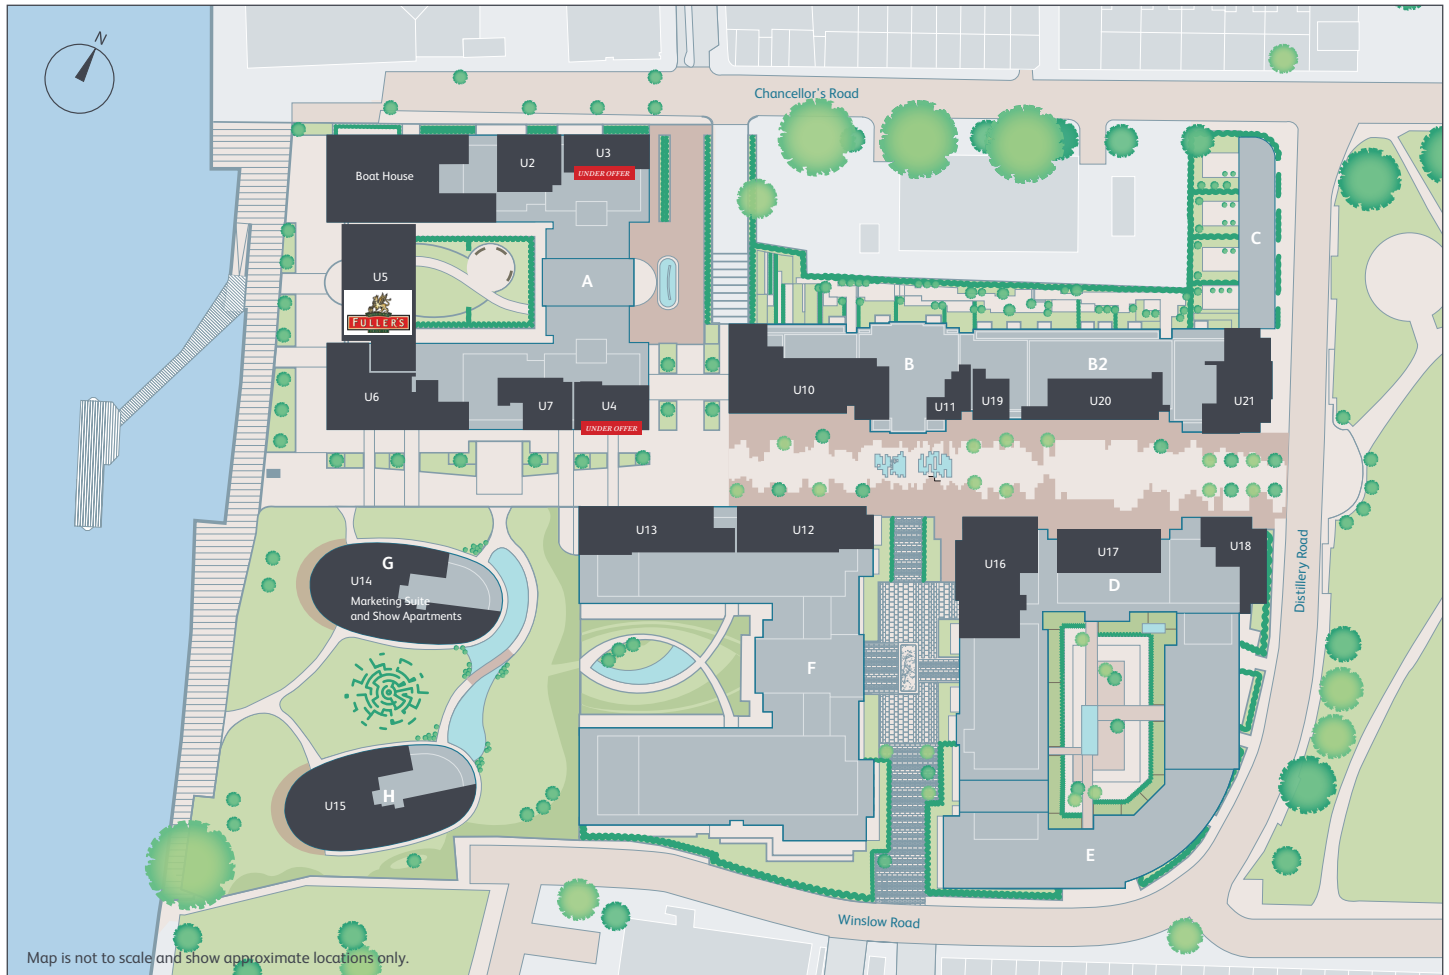 N
Chancellor's Road
U3
UNDER OFFER
U2
Boat House
C
U5
A
FULLER'S
B
B2
U10
U6
U7
U4
U11
U19
U20
U21
UNDER OFFER
U13
U12
U16
U17
U18
G
U14
Marketing Suite
and Show Apartments
D
Distillery Road
F
H
U15
E
Winslow Road
Map is not to scale and show approximate locations only.